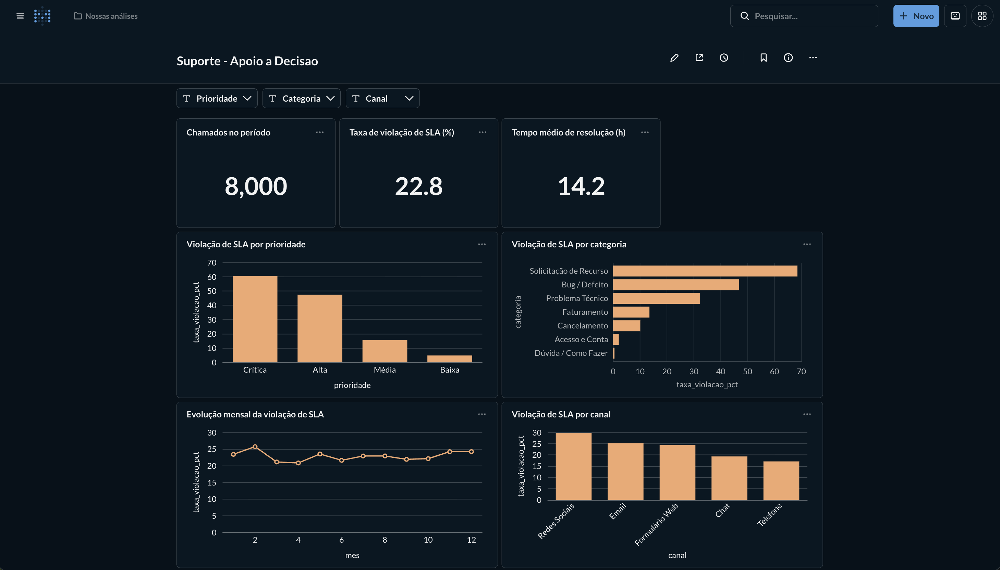 Nossas análises
Pesquisar...
+ Novo
Suporte - Apoio a Decisao
Prioridade
Categoria
Canal
Chamados no período
8,000
Taxa de violação de SLA (%)
22.8
Tempo médio de resolução (h)
14.2
Violação de SLA por prioridade
70
60
50
40
30
20
10
0
taxa_violacao_pct
Crítica Alta Média Baixa
prioridade
Violação de SLA por categoria
categoria
Solicitação de Recurso
Bug / Defeito
Problema Técnico
Faturamento
Cancelamento
Acesso e Conta
Dúvida / Como Fazer
0 10 20 30 40 50 60 70
taxa_violacao_pct
Evolução mensal da violação de SLA
30
25
20
15
10
5
0
taxa_violacao_pct
2 4 6 8 10 12
mes
Violação de SLA por canal
30
25
20
15
10
5
0
taxa_violacao_pct
Redes Sociais
Email
Formulário Web
Chat
Telefone
canal